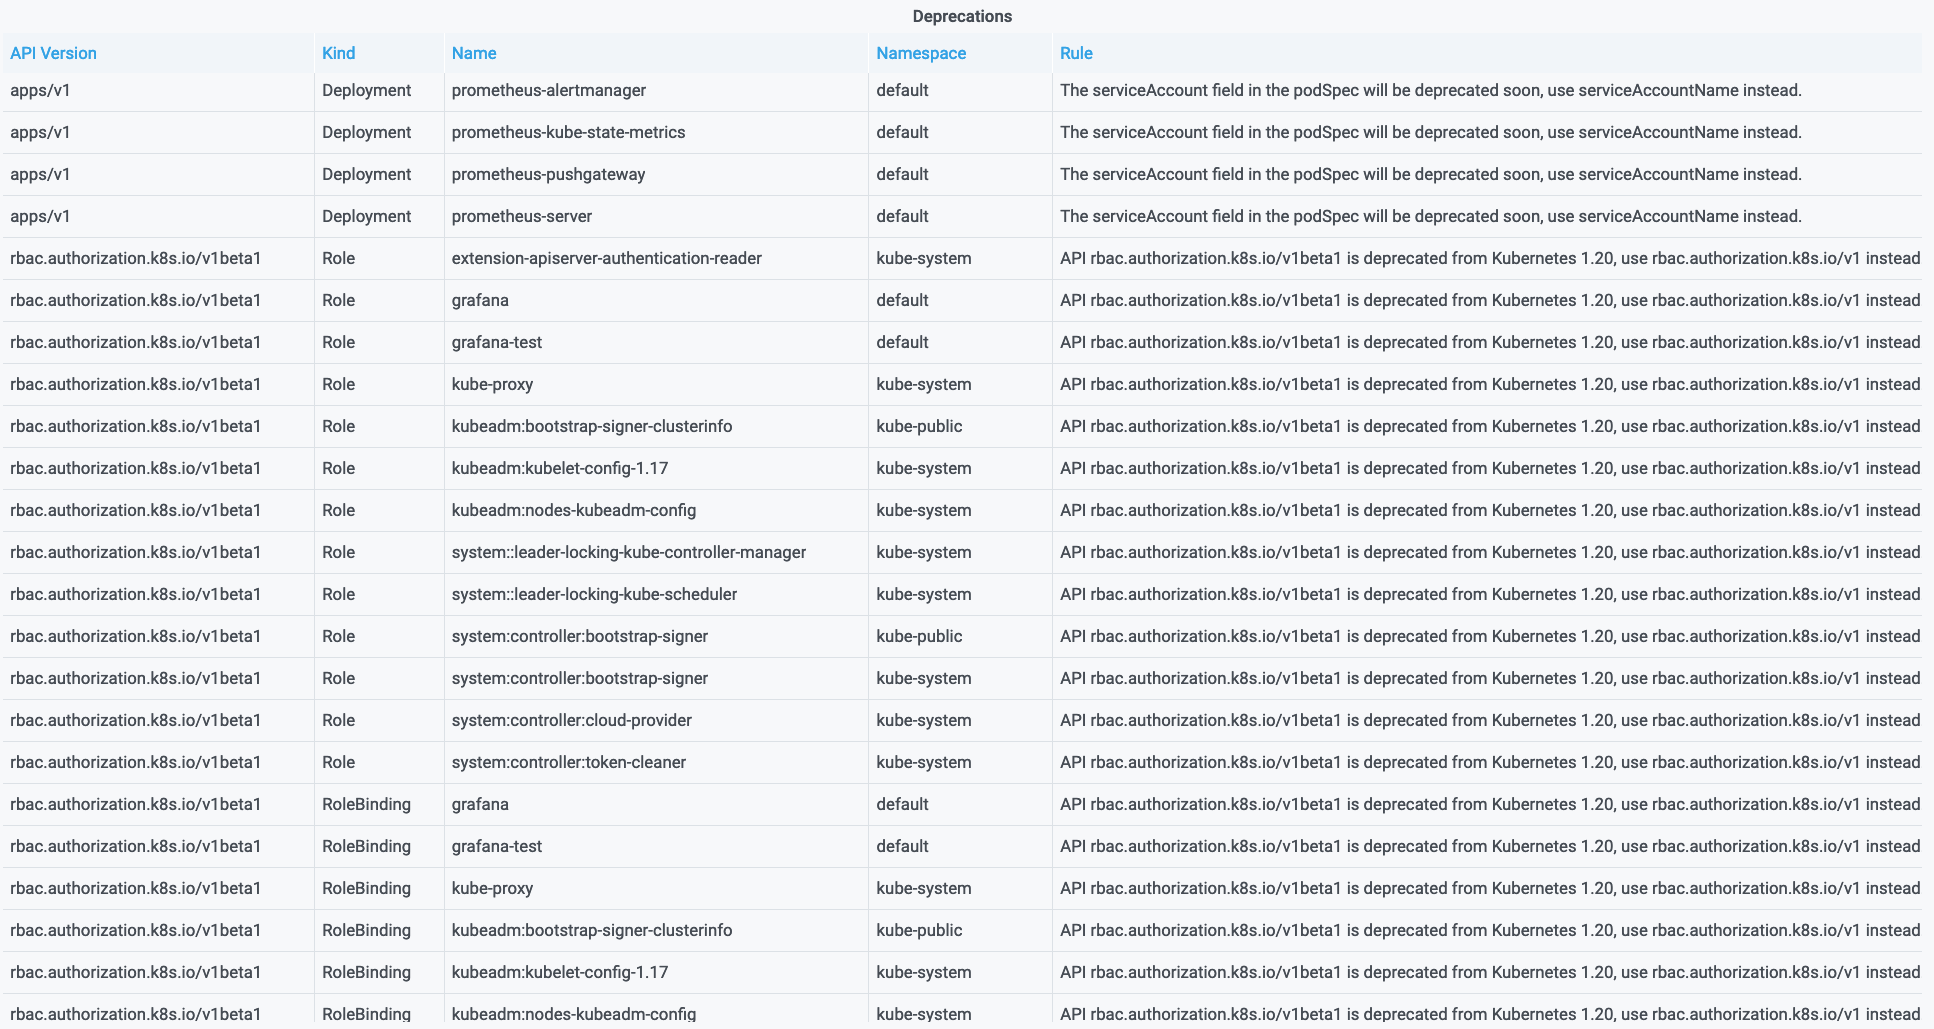 Deprecations
API Version Kind Name Namespace Rule
apps/v1 Deployment prometheus-alertmanager default The serviceAccount field in the podSpec will be deprecated soon, use serviceAccountName instead.
apps/v1 Deployment prometheus-kube-state-metrics default The serviceAccount field in the podSpec will be deprecated soon, use serviceAccountName instead.
apps/v1 Deployment prometheus-pushgateway default The serviceAccount field in the podSpec will be deprecated soon, use serviceAccountName instead.
apps/v1 Deployment prometheus-server default The serviceAccount field in the podSpec will be deprecated soon, use serviceAccountName instead.
rbac.authorization.k8s.io/v1beta1 Role extension-apiserver-authentication-reader kube-system API rbac.authorization.k8s.io/v1beta1 is deprecated from Kubernetes 1.20, use rbac.authorization.k8s.io/v1 instead
rbac.authorization.k8s.io/v1beta1 Role grafana default API rbac.authorization.k8s.io/v1beta1 is deprecated from Kubernetes 1.20, use rbac.authorization.k8s.io/v1 instead
rbac.authorization.k8s.io/v1beta1 Role grafana-test default API rbac.authorization.k8s.io/v1beta1 is deprecated from Kubernetes 1.20, use rbac.authorization.k8s.io/v1 instead
rbac.authorization.k8s.io/v1beta1 Role kube-proxy kube-system API rbac.authorization.k8s.io/v1beta1 is deprecated from Kubernetes 1.20, use rbac.authorization.k8s.io/v1 instead
rbac.authorization.k8s.io/v1beta1 Role kubeadm:bootstrap-signer-clusterinfo kube-public API rbac.authorization.k8s.io/v1beta1 is deprecated from Kubernetes 1.20, use rbac.authorization.k8s.io/v1 instead
rbac.authorization.k8s.io/v1beta1 Role kubeadm:kubelet-config-1.17 kube-system API rbac.authorization.k8s.io/v1beta1 is deprecated from Kubernetes 1.20, use rbac.authorization.k8s.io/v1 instead
rbac.authorization.k8s.io/v1beta1 Role kubeadm:nodes-kubeadm-config kube-system API rbac.authorization.k8s.io/v1beta1 is deprecated from Kubernetes 1.20, use rbac.authorization.k8s.io/v1 instead
rbac.authorization.k8s.io/v1beta1 Role system::leader-locking-kube-controller-manager kube-system API rbac.authorization.k8s.io/v1beta1 is deprecated from Kubernetes 1.20, use rbac.authorization.k8s.io/v1 instead
rbac.authorization.k8s.io/v1beta1 Role system::leader-locking-kube-scheduler kube-system API rbac.authorization.k8s.io/v1beta1 is deprecated from Kubernetes 1.20, use rbac.authorization.k8s.io/v1 instead
rbac.authorization.k8s.io/v1beta1 Role system:controller:bootstrap-signer kube-public API rbac.authorization.k8s.io/v1beta1 is deprecated from Kubernetes 1.20, use rbac.authorization.k8s.io/v1 instead
rbac.authorization.k8s.io/v1beta1 Role system:controller:bootstrap-signer kube-system API rbac.authorization.k8s.io/v1beta1 is deprecated from Kubernetes 1.20, use rbac.authorization.k8s.io/v1 instead
rbac.authorization.k8s.io/v1beta1 Role system:controller:cloud-provider kube-system API rbac.authorization.k8s.io/v1beta1 is deprecated from Kubernetes 1.20, use rbac.authorization.k8s.io/v1 instead
rbac.authorization.k8s.io/v1beta1 Role system:controller:token-cleaner kube-system API rbac.authorization.k8s.io/v1beta1 is deprecated from Kubernetes 1.20, use rbac.authorization.k8s.io/v1 instead
rbac.authorization.k8s.io/v1beta1 RoleBinding grafana default API rbac.authorization.k8s.io/v1beta1 is deprecated from Kubernetes 1.20, use rbac.authorization.k8s.io/v1 instead
rbac.authorization.k8s.io/v1beta1 RoleBinding grafana-test default API rbac.authorization.k8s.io/v1beta1 is deprecated from Kubernetes 1.20, use rbac.authorization.k8s.io/v1 instead
rbac.authorization.k8s.io/v1beta1 RoleBinding kube-proxy kube-system API rbac.authorization.k8s.io/v1beta1 is deprecated from Kubernetes 1.20, use rbac.authorization.k8s.io/v1 instead
rbac.authorization.k8s.io/v1beta1 RoleBinding kubeadm:bootstrap-signer-clusterinfo kube-public API rbac.authorization.k8s.io/v1beta1 is deprecated from Kubernetes 1.20, use rbac.authorization.k8s.io/v1 instead
rbac.authorization.k8s.io/v1beta1 RoleBinding kubeadm:kubelet-config-1.17 kube-system API rbac.authorization.k8s.io/v1beta1 is deprecated from Kubernetes 1.20, use rbac.authorization.k8s.io/v1 instead
rbac.authorization.k8s.io/v1beta1 RoleBinding kubeadm:nodes-kubeadm-config kube-system API rbac.authorization.k8s.io/v1beta1 is deprecated from Kubernetes 1.20, use rbac.authorization.k8s.io/v1 instead